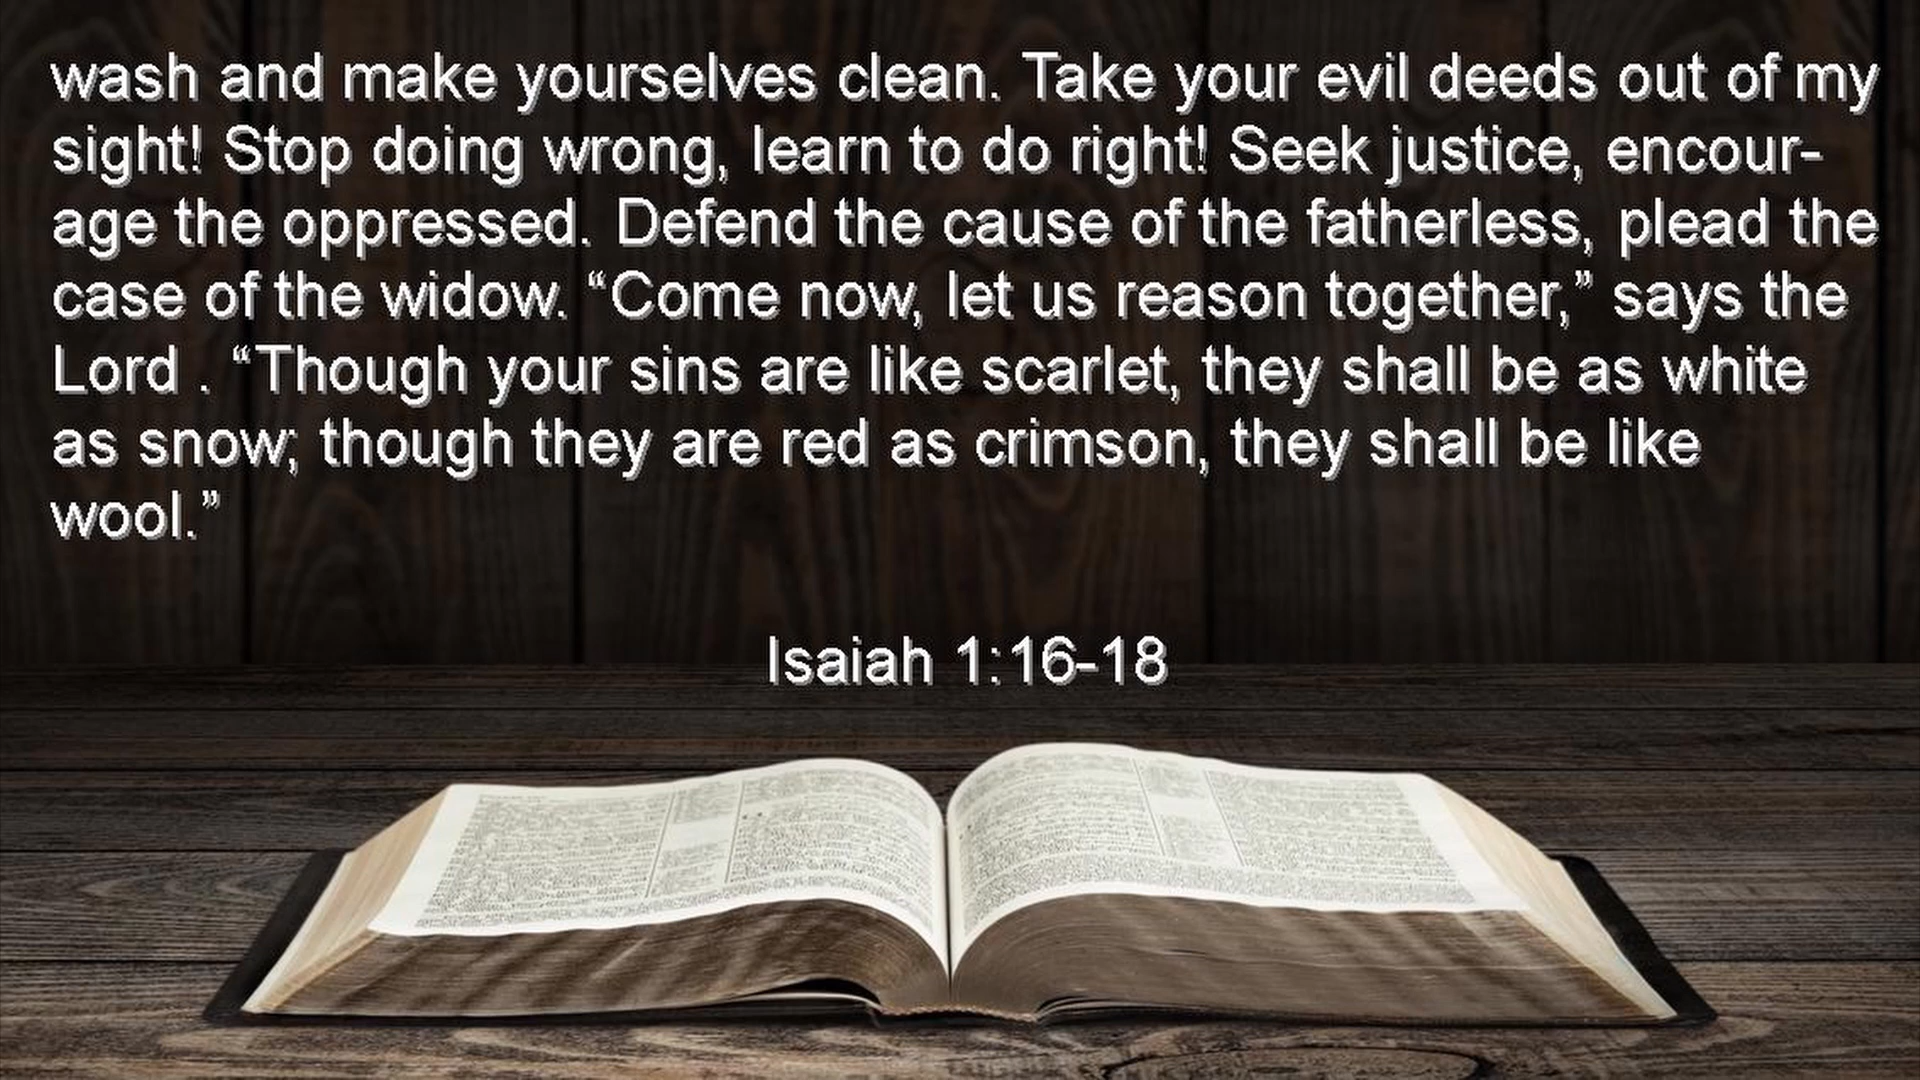 wash and make yourselves clean. Take your evil deeds out of my
sight! Stop doing wrong, learn to do right! Seek justice, encour-
age the oppressed. Defend the cause of the fatherless, plead the
case of the widow. “Come now, let us reason together,” says the
Lord . “Though your sins are like scarlet, they shall be as white
as snow; though they are red as crimson, they shall be like
wool.”
Isaiah 1:16-18